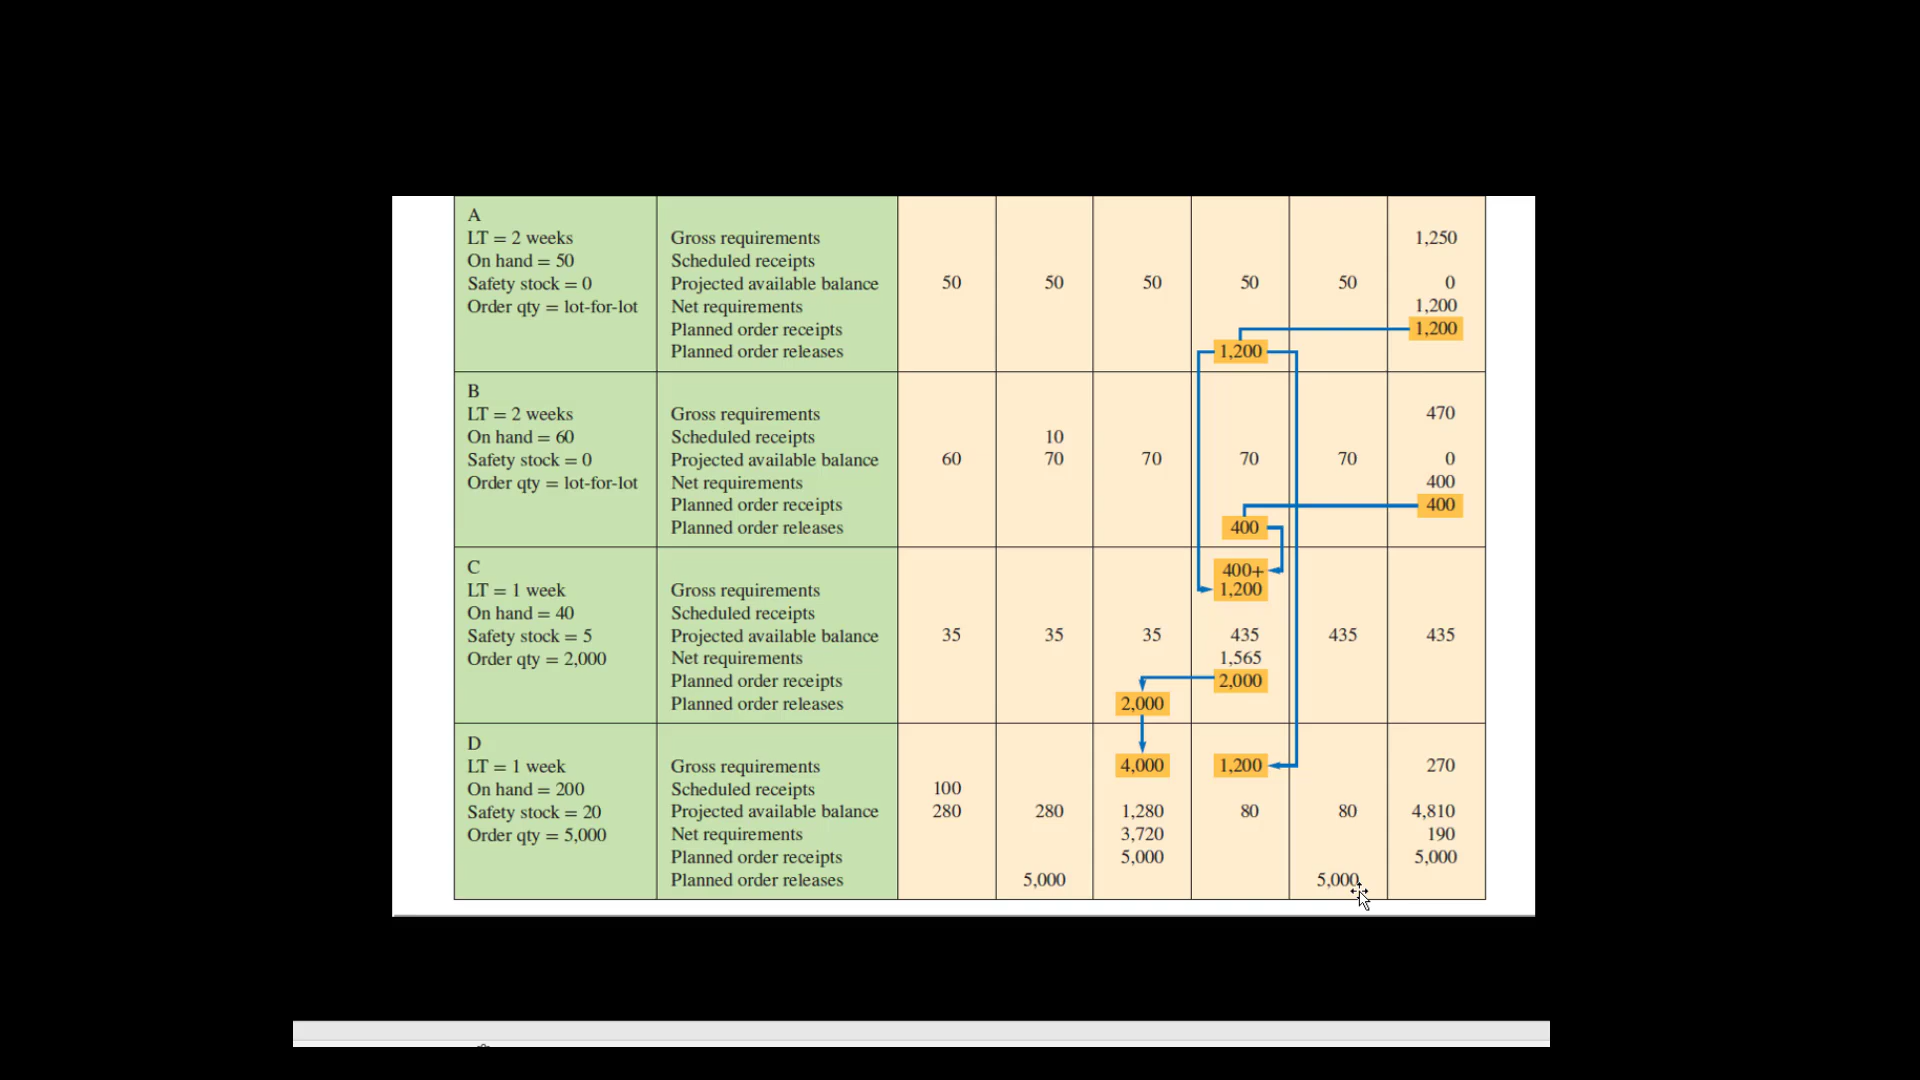 A
LT = 2 weeks Gross requirements 1,250
On hand = 50 Scheduled receipts
Safety stock = 0 Projected available balance 50 50 50 50 50 0
Order qty = lot-for-lot Net requirements 1,200
Planned order receipts 1,200
Planned order releases 1,200
B
LT = 2 weeks Gross requirements 470
On hand = 60 Scheduled receipts 10
Safety stock = 0 Projected available balance 60 70 70 70 70 0
Order qty = lot-for-lot Net requirements 400
Planned order receipts 400
Planned order releases 400
C 400+
LT = 1 week Gross requirements 1,200
On hand = 40 Scheduled receipts
Safety stock = 5 Projected available balance 35 35 35 435 435 435
Order qty = 2,000 Net requirements 1,565
Planned order receipts 2,000
Planned order releases 2,000
D
LT = 1 week Gross requirements 4,000 1,200 270
On hand = 200 Scheduled receipts 100
Safety stock = 20 Projected available balance 280 280 1,280 80 80 4,810
Order qty = 5,000 Net requirements 3,720 190
Planned order receipts 5,000 5,000
Planned order releases 5,000 5,000